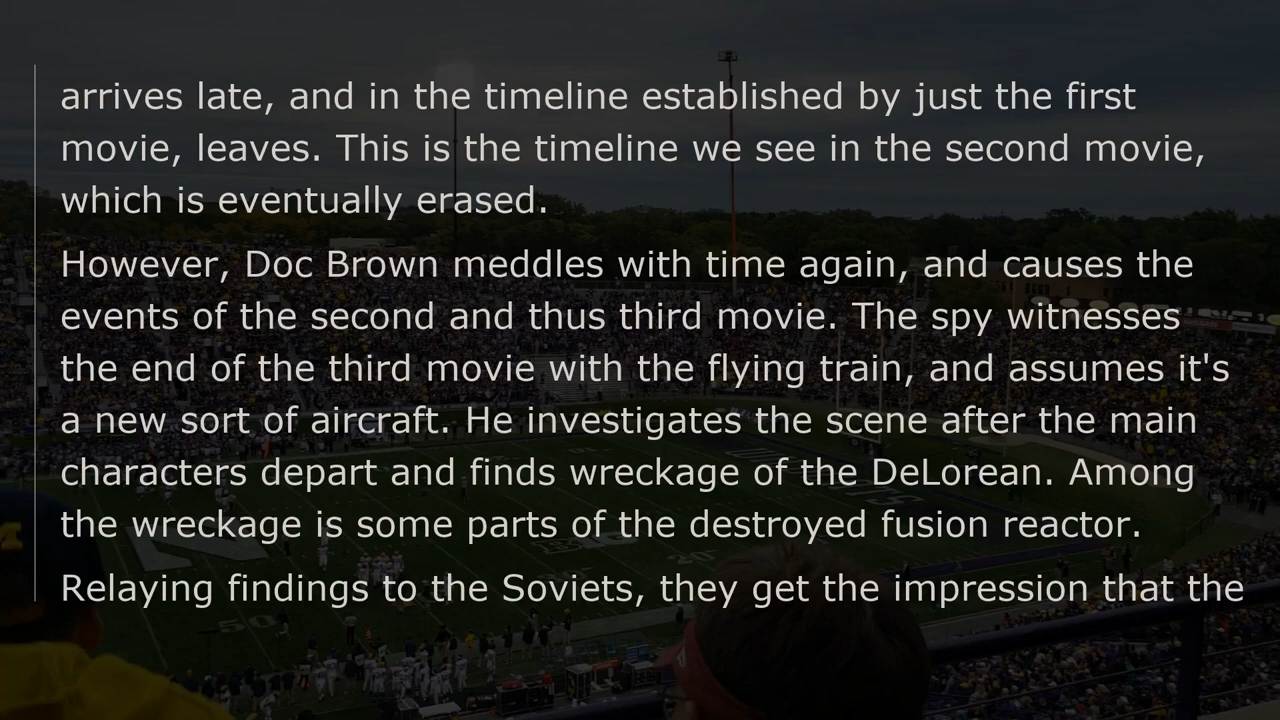 arrives late, and in the timeline established by just the first
movie, leaves. This is the timeline we see in the second movie,
which is eventually erased.
However, Doc Brown meddles with time again, and causes the
events of the second and thus third movie. The spy witnesses
the end of the third movie with the flying train, and assumes it's
a new sort of aircraft. He investigates the scene after the main
characters depart and finds wreckage of the DeLorean. Among
the wreckage is some parts of the destroyed fusion reactor.
Relaying findings to the Soviets, they get the impression that the